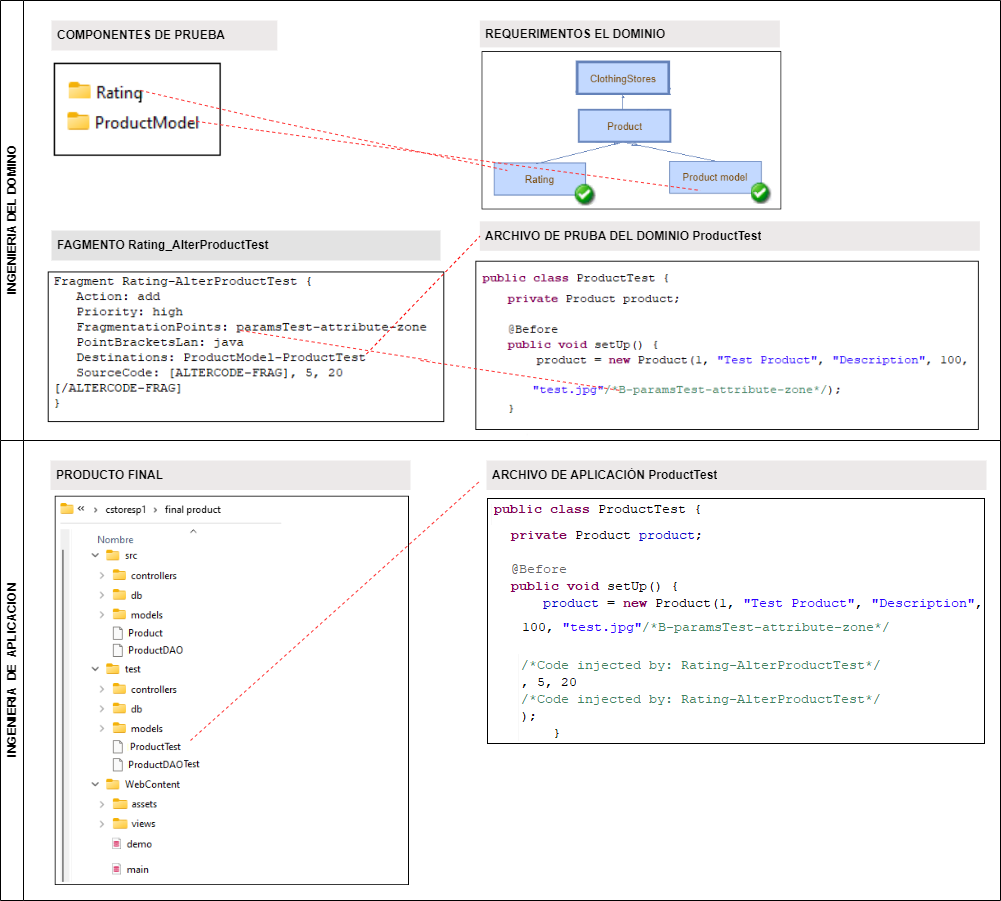 INGENIERIA DEL DOMINO
COMPONENTES DE PRUEBA
Rating
ProductModel
REQUERIMENTOS EL DOMINIO
ClothingStores
Product
Rating
Product model
FAGMENTO Rating_AlterProductTest
Fragment Rating-AlterProductTest {
Action: add
Priority: high
FragmentationPoints: paramsTest-attribute-zone
PointBracketsLan: java
Destinations: ProductModel-ProductTest
SourceCode: [ALTERCODE-FRAG], 5, 20
[/ALTERCODE-FRAG]
}
ARCHIVO DE PRUBA DEL DOMINIO ProductTest
public class ProductTest {
private Product product;
@Before
public void setUp() {
product = new Product(1, "Test Product", "Description", 100,
"test.jpg"/*B-paramsTest-attribute-zone*/);
}
INGENIERIA DE APLICACION
PRODUCTO FINAL
« › cstoresp1 › final product
Nombre
src
controllers
db
models
Product
ProductDAO
test
controllers
db
models
ProductTest
ProductDAOTest
WebContent
assets
views
demo
main
ARCHIVO DE APLICACIÓN ProductTest
public class ProductTest {
private Product product;
@Before
public void setUp() {
product = new Product(1, "Test Product", "Description",
100, "test.jpg"/*B-paramsTest-attribute-zone*/
/*Code injected by: Rating-AlterProductTest*/
, 5, 20
/*Code injected by: Rating-AlterProductTest*/
);
}